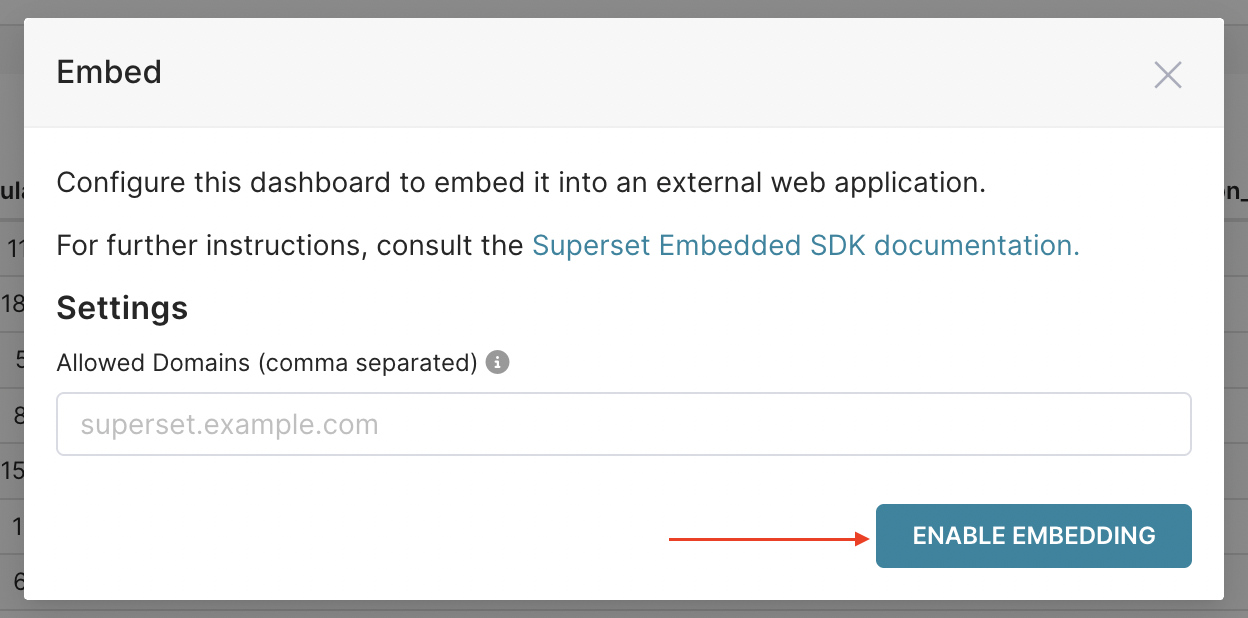 Embed
Configure this dashboard to embed it into an external web application.
For further instructions, consult the Superset Embedded SDK documentation.
Settings
Allowed Domains (comma separated)
superset.example.com
ENABLE EMBEDDING